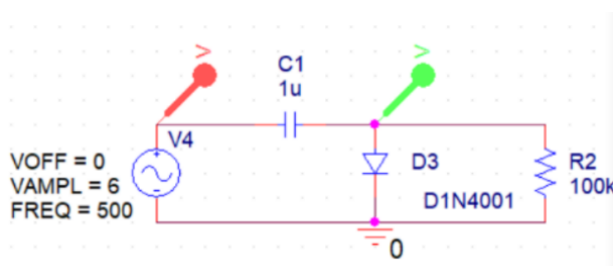 C1
1u
V4
VOFF = 0
VAMPL = 6
FREQ = 500
D3
D1N4001
R2
100k
0
V
V